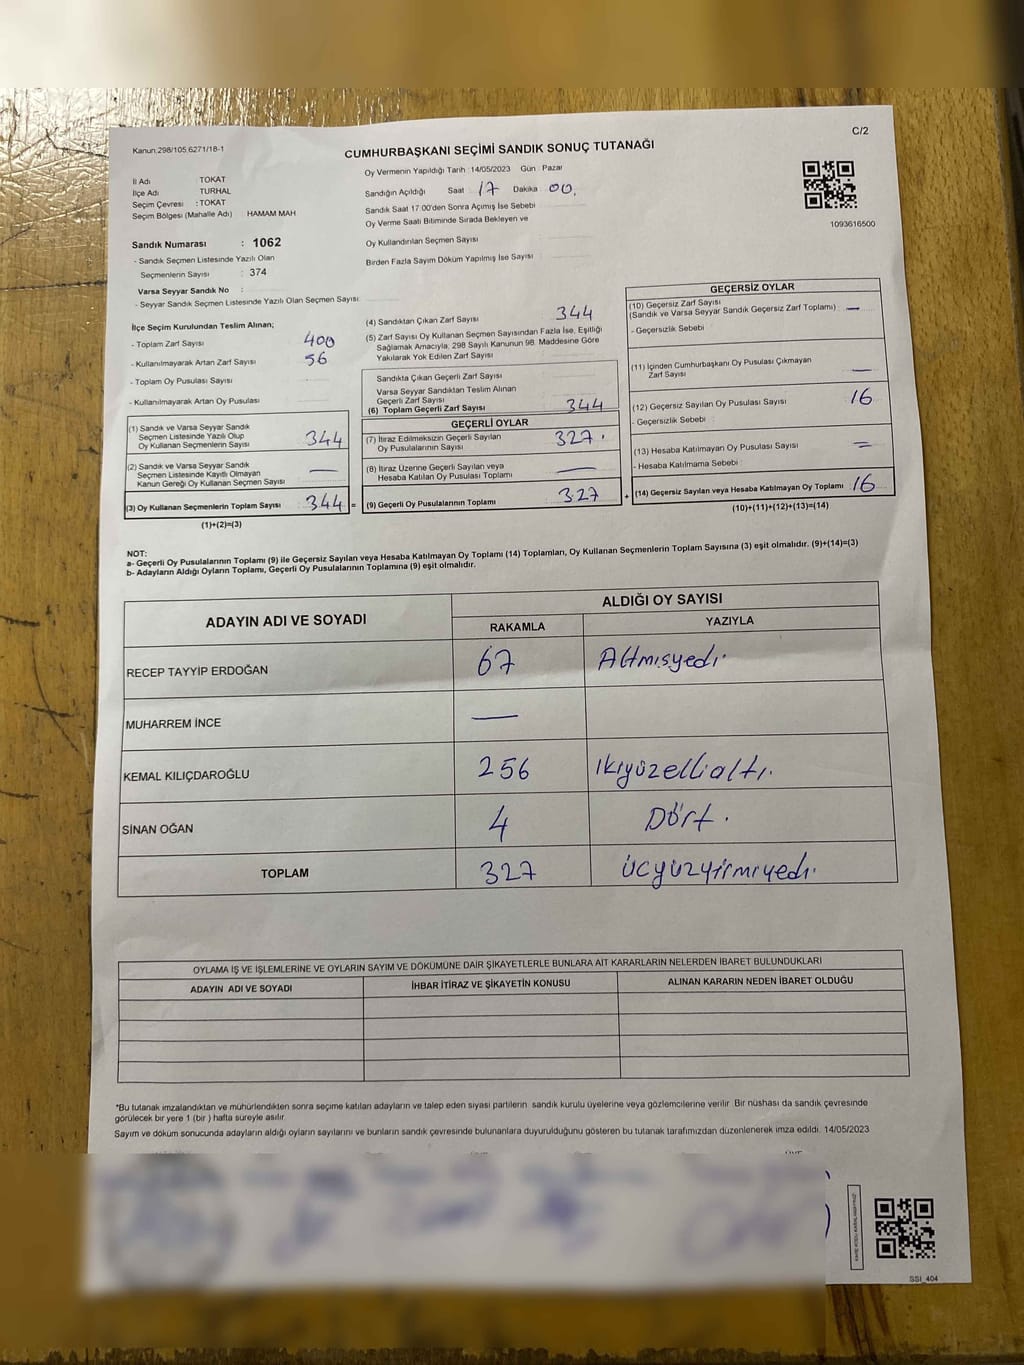 C/2
Kanun,298/105,6271/18-1
CUMHURBAŞKANI SEÇİMİ SANDIK SONUÇ TUTANAĞI
Oy Vermenin Yapıldığı Tarih :14/05/2023 Gün : Pazar
İl Adı : TOKAT
İlçe Adı : TURHAL
Seçim Çevresi : TOKAT
Seçim Bölgesi (Mahalle Adı) HAMAM MAH
Sandığın Açıldığı Saat 17 Dakika 00.
Sandık Saat 17.00'den Sonra Açımış İse Sebebi
Oy Verme Saati Bitiminde Sırada Bekleyen ve
Oy Kullandırılan Seçmen Sayısı
Birden Fazla Sayım Döküm Yapılmış İse Sayısı
1093616500
Sandık Numarası : 1062
- Sandık Seçmen Listesinde Yazılı Olan
Seçmenlerin Sayısı : 374
Varsa Seyyar Sandık No :
- Seyyar Sandık Seçmen Listesinde Yazılı Olan Seçmen Sayısı:
İlçe Seçim Kurulundan Teslim Alınan;
- Toplam Zarf Sayısı 400
- Kullanılmayarak Artan Zarf Sayısı 56
- Toplam Oy Pusulası Sayısı
- Kullanılmayarak Artan Oy Pusulası
(1) Sandık ve Varsa Seyyar Sandık
Seçmen Listesinde Yazılı Olup
Oy Kullanan Seçmenlerin Sayısı 344
(2) Sandık ve Varsa Seyyar Sandık
Seçmen Listesinde Kayıtlı Olmayan
Kanun Gereği Oy Kullanan Seçmen Sayısı —
(3) Oy Kullanan Seçmenlerin Toplam Sayısı 344 =
(1)+(2)=(3)
(4) Sandıktan Çıkan Zarf Sayısı 344
(5) Zarf Sayısı Oy Kullanan Seçmen Sayısından Fazla İse, Eşitliği
Sağlamak Amacıyla, 298 Sayılı Kanunun 98. Maddesine Göre
Yakılarak Yok Edilen Zarf Sayısı
Sandıkta Çıkan Geçerli Zarf Sayısı
Varsa Seyyar Sandıktan Teslim Alınan
Geçerli Zarf Sayısı
(6) Toplam Geçerli Zarf Sayısı 344
GEÇERLİ OYLAR
(7) İtiraz Edilmeksizin Geçerli Sayılan
Oy Pusulasının Sayısı 327.
(8) İtiraz Üzerine Geçerli Sayılan veya
Hesaba Katılan Oy Pusulası Toplamı —
(9) Geçerli Oy Pusulalarının Toplamı 327 +
GEÇERSİZ OYLAR
(10) Geçersiz Zarf Sayısı
(Sandık ve Varsa Seyyar Sandık Geçersiz Zarf Toplamı) —
- Geçersizlik Sebebi
(11) İçinden Cumhurbaşkanı Oy Pusulası Çıkmayan
Zarf Sayısı —
(12) Geçersiz Sayılan Oy Pusulası Sayısı 16
- Geçersizlik Sebebi :
(13) Hesaba Katılmayan Oy Pusulası Sayısı =
- Hesaba Katılmama Sebebi
(14) Geçersiz Sayılan veya Hesaba Katılmayan Oy Toplamı 16
(10)+(11)+(12)+(13)=(14)
NOT:
a- Geçerli Oy Pusulalarının Toplamı (9) ile Geçersiz Sayılan veya Hesaba Katılmayan Oy Toplamı (14) Toplamları, Oy Kullanan Seçmenlerin Toplam Sayısına (3) eşit olmalıdır. (9)+(14)=(3)
b- Adayların Aldığı Oyların Toplamı, Geçerli Oy Pusulalarının Toplamına (9) eşit olmalıdır.
ADAYIN ADI VE SOYADI
ALDIĞI OY SAYISI
RAKAMLA YAZIYLA
RECEP TAYYİP ERDOĞAN 67 Altmışyedi.
MUHARREM İNCE —
KEMAL KILIÇDAROĞLU 256 ikiyüzellialtı.
SİNAN OĞAN 4 Dört.
TOPLAM 327 üçyüzyirmiyedi.
OYLAMA İŞ VE İŞLEMLERİNE VE OYLARIN SAYIM VE DÖKÜMÜNE DAİR ŞİKAYETLERLE BUNLARA AİT KARARLARIN NELERDEN İBARET BULUNDUKLARI
ADAYIN ADI VE SOYADI İHBAR İTİRAZ VE ŞİKAYETİN KONUSU ALINAN KARARIN NEDEN İBARET OLDUĞU
*Bu tutanak imzalandıktan ve mühürlendikten sonra seçime katılan adayların ve talep eden siyasi partilerin sandık kurulu üyelerine veya gözlemcilerine verilir. Bir nüshası da sandık çevresinde
görülecek bir yere 1 (bir ) hafta süreyle asılır.
Sayım ve döküm sonucunda adayların aldığı oyların sayılarını ve bunların sandık çevresinde bulunanlara duyurulduğunu gösteren bu tutanak tarafımızdan düzenlenerek imza edildi. 14/05/2023
SSI_404